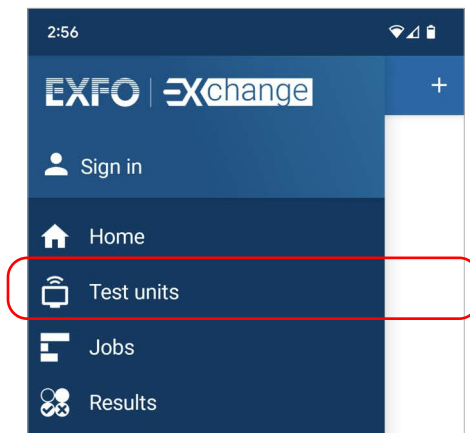 2:56
EXFO | EXchange
+
Sign in
Home
Test units
Jobs
Results